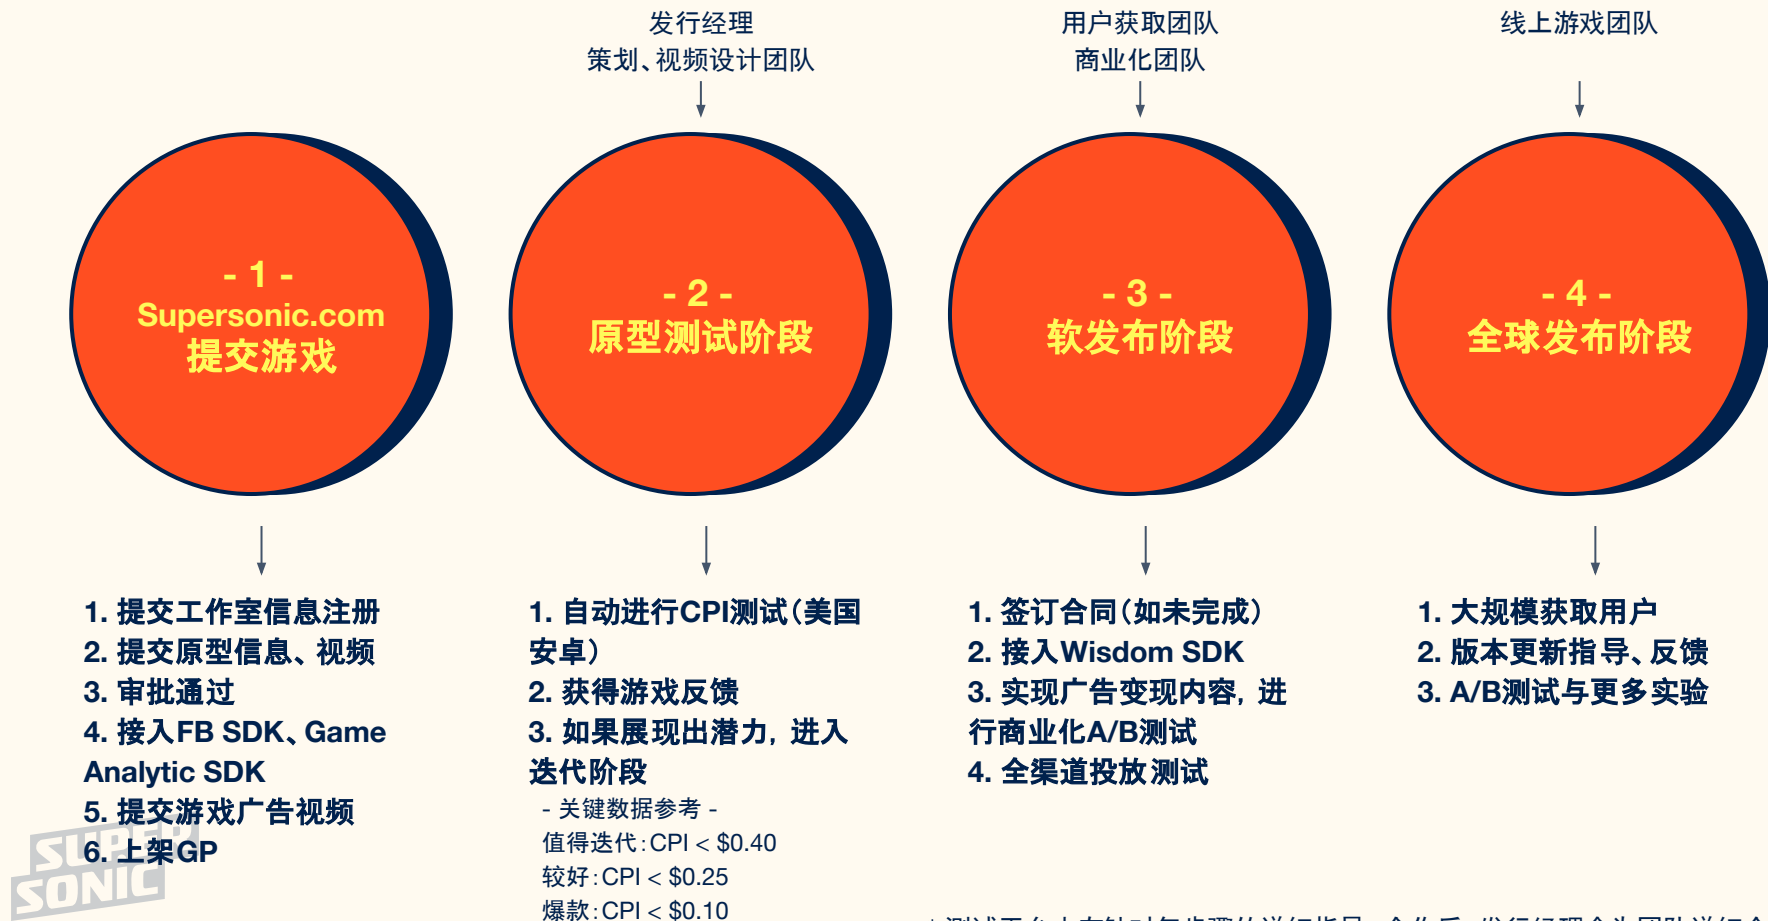 发行经理
策划、视频设计团队
用户获取团队
商业化团队
线上游戏团队
- 1 -
Supersonic.com
提交游戏
- 2 -
原型测试阶段
- 3 -
软发布阶段
- 4 -
全球发布阶段
1. 提交工作室信息注册
2. 提交原型信息、视频
3. 审批通过
4. 接入FB SDK、Game
Analytic SDK
5. 提交游戏广告视频
6. 上架GP
1. 自动进行CPI测试（美国
安卓）
2. 获得游戏反馈
3. 如果展现出潜力，进入
迭代阶段
- 关键数据参考 -
值得迭代：CPI < $0.40
较好：CPI < $0.25
爆款：CPI < $0.10
1. 签订合同（如未完成）
2. 接入Wisdom SDK
3. 实现广告变现内容，进
行商业化A/B测试
4. 全渠道投放测试
1. 大规模获取用户
2. 版本更新指导、反馈
3. A/B测试与更多实验
SUPER
SONIC